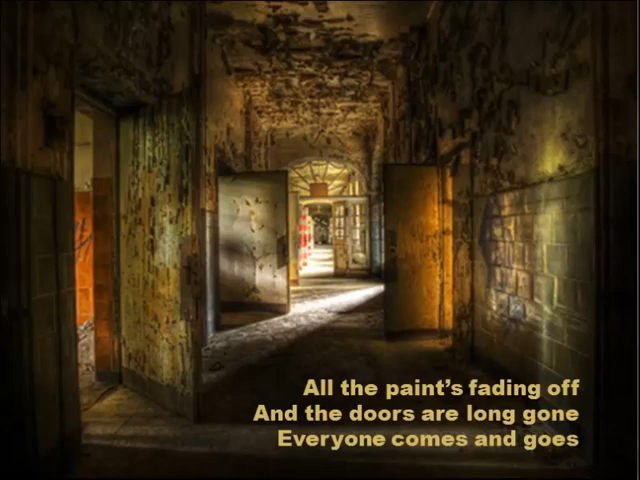 All the paint’s fading off
And the doors are long gone
Everyone comes and goes